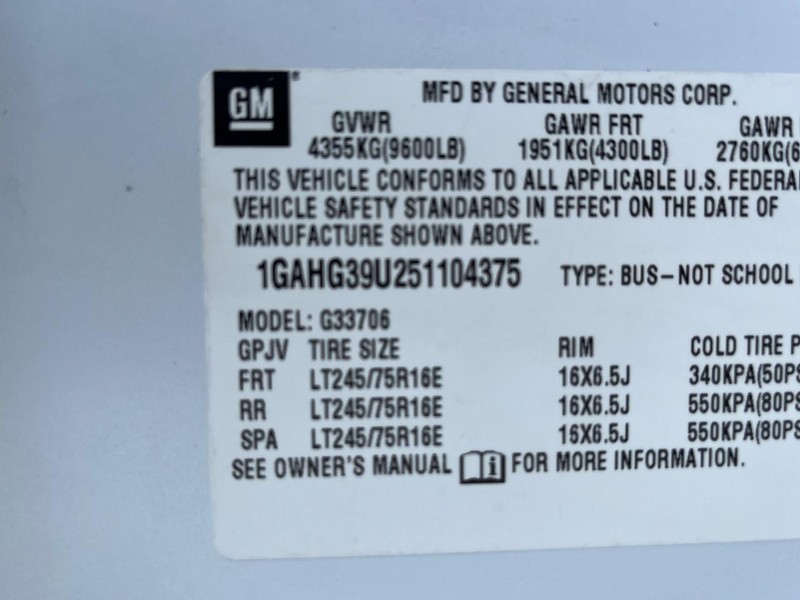 GM®
MFD BY GENERAL MOTORS CORP.
GVWR GAWR FRT GAWR
4355KG(9600LB) 1951KG(4300LB) 2760KG(6
THIS VEHICLE CONFORMS TO ALL APPLICABLE U.S. FEDERA
VEHICLE SAFETY STANDARDS IN EFFECT ON THE DATE OF
MANUFACTURE SHOWN ABOVE.
1GAHG39U251104375 TYPE: BUS-NOT SCHOOL
MODEL: G33706
GPJV TIRE SIZE RIM COLD TIRE P
FRT LT245/75R16E 16X6.5J 340KPA(50PS
RR LT245/75R16E 16X6.5J 550KPA(80PS
SPA LT245/75R16E 16X6.5J 550KPA(80PS
SEE OWNER'S MANUAL i FOR MORE INFORMATION.